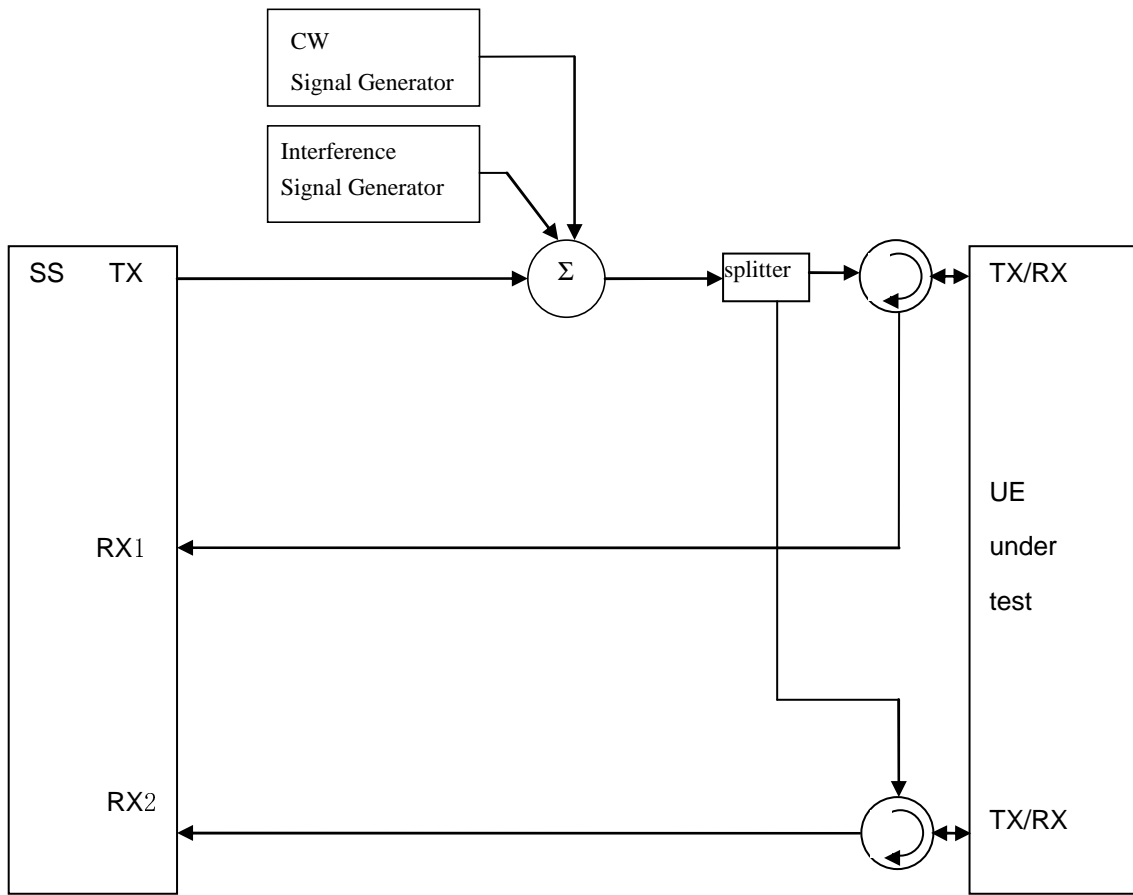 CW
Signal Generator
Interference
Signal Generator
SS TX
Σ
splitter
TX/RX
RX1
UE
under
test
RX2
TX/RX